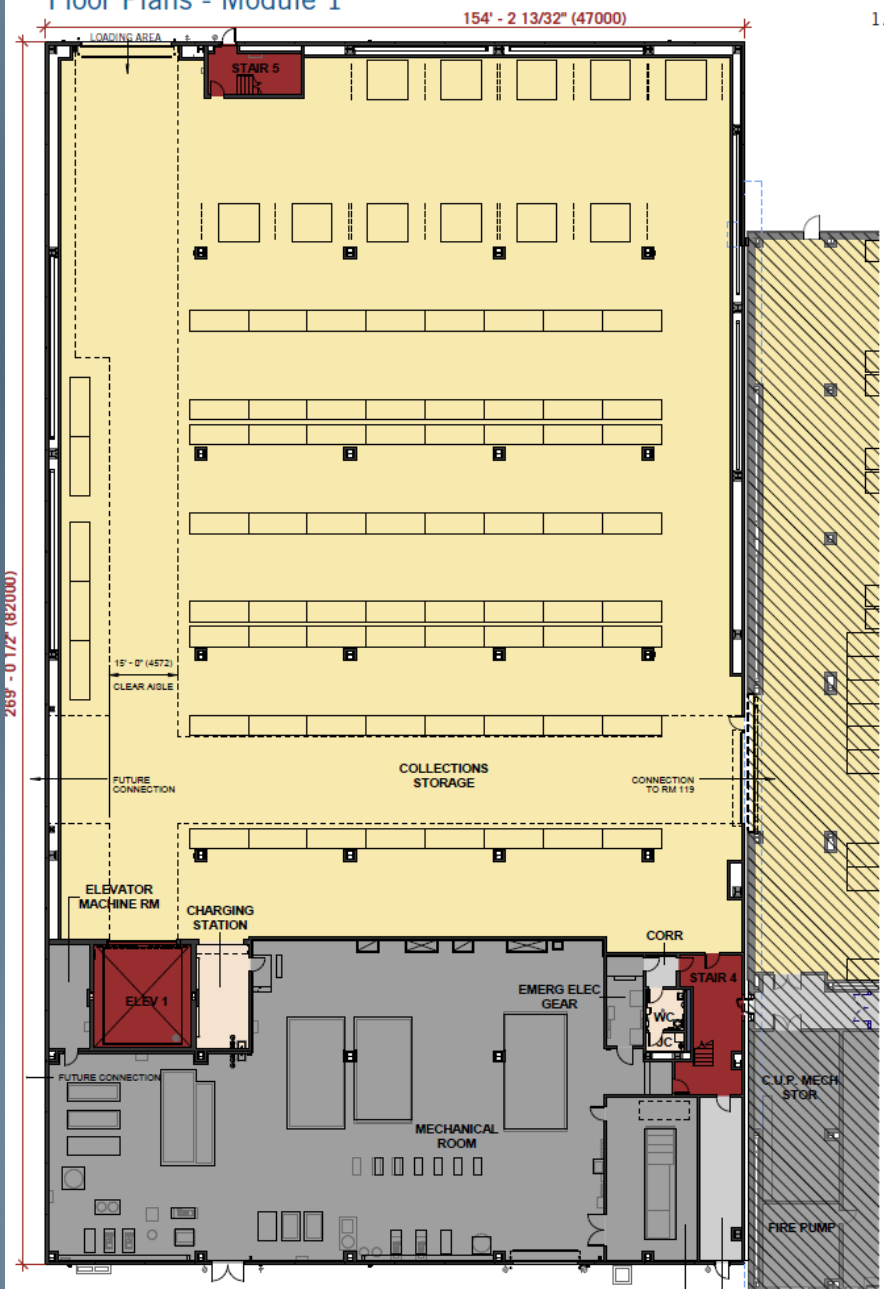 Floor Plans - Module 1
154' - 2 13/32" (47000)
LOADING AREA
STAIR 5
269' - 0 1/2" (82000)
15' - 0" (4572)
CLEAR AISLE
COLLECTIONS
STORAGE
FUTURE
CONNECTION
CONNECTION
TO RM 119
ELEVATOR
MACHINE RM
CHARGING
STATION
CORR
STAIR 4
EMERG ELEC
GEAR
ELEV 1
WC
JC
FUTURE CONNECTION
C.U.P. MECH
STOR
MECHANICAL
ROOM
FIRE PUMP